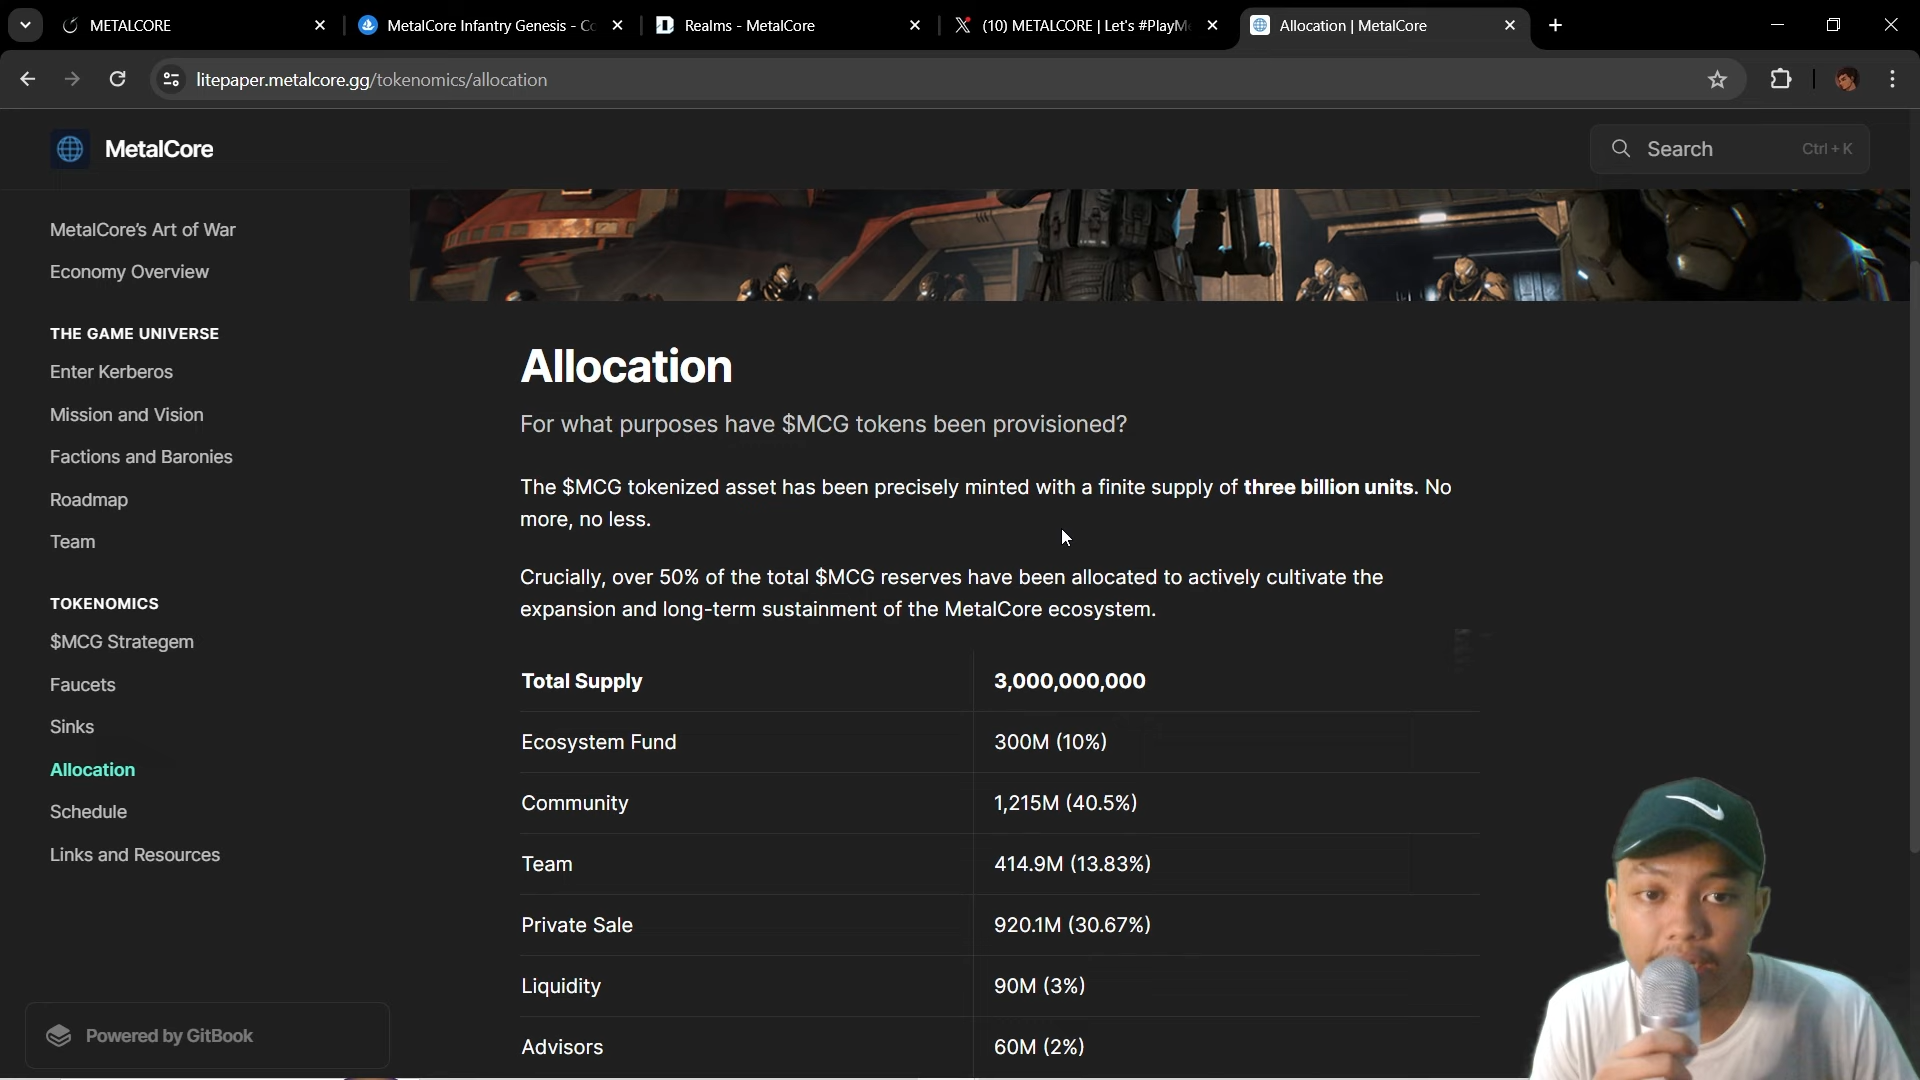 METALCORE
MetalCore Infantry Genesis - Co
Realms - MetalCore
(10) METALCORE | Let's #PlayMe
Allocation | MetalCore
litepaper.metalcore.gg/tokenomics/allocation
MetalCore
Search
Ctrl + K
MetalCore's Art of War
Economy Overview
THE GAME UNIVERSE
Enter Kerberos
Mission and Vision
Factions and Baronies
Roadmap
Team
TOKENOMICS
$MCG Strategem
Faucets
Sinks
Allocation
Schedule
Links and Resources
Powered by GitBook
Allocation
For what purposes have $MCG tokens been provisioned?
The $MCG tokenized asset has been precisely minted with a finite supply of three billion units. No
more, no less.
Crucially, over 50% of the total $MCG reserves have been allocated to actively cultivate the
expansion and long-term sustainment of the MetalCore ecosystem.
Total Supply 3,000,000,000
Ecosystem Fund 300M (10%)
Community 1,215M (40.5%)
Team 414.9M (13.83%)
Private Sale 920.1M (30.67%)
Liquidity 90M (3%)
Advisors 60M (2%)